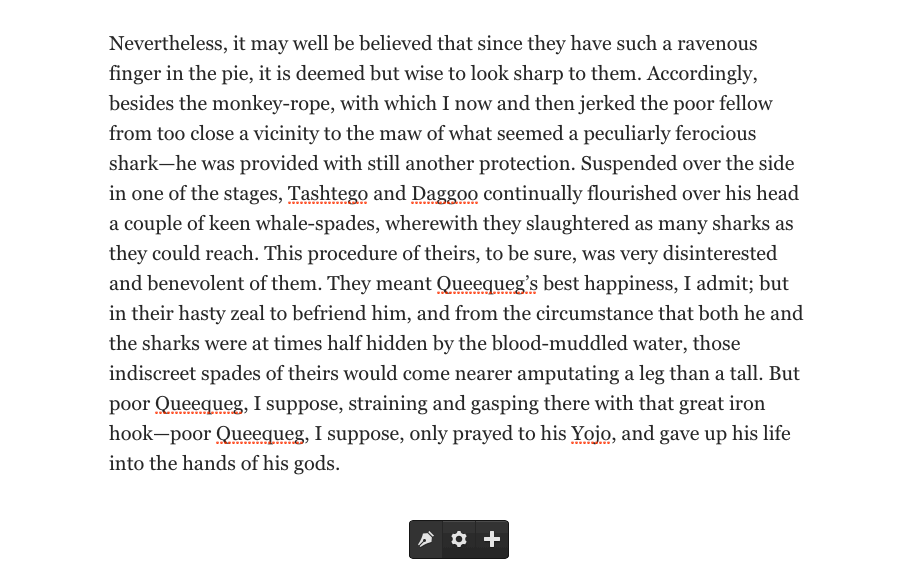 Nevertheless, it may well be believed that since they have such a ravenous
finger in the pie, it is deemed but wise to look sharp to them. Accordingly,
besides the monkey-rope, with which I now and then jerked the poor fellow
from too close a vicinity to the maw of what seemed a peculiarly ferocious
shark—he was provided with still another protection. Suspended over the side
in one of the stages, Tashtego and Daggoo continually flourished over his head
a couple of keen whale-spades, wherewith they slaughtered as many sharks as
they could reach. This procedure of theirs, to be sure, was very disinterested
and benevolent of them. They meant Queequeg’s best happiness, I admit; but
in their hasty zeal to befriend him, and from the circumstance that both he and
the sharks were at times half hidden by the blood-muddled water, those
indiscreet spades of theirs would come nearer amputating a leg than a tall. But
poor Queequeg, I suppose, straining and gasping there with that great iron
hook—poor Queequeg, I suppose, only prayed to his Yojo, and gave up his life
into the hands of his gods.